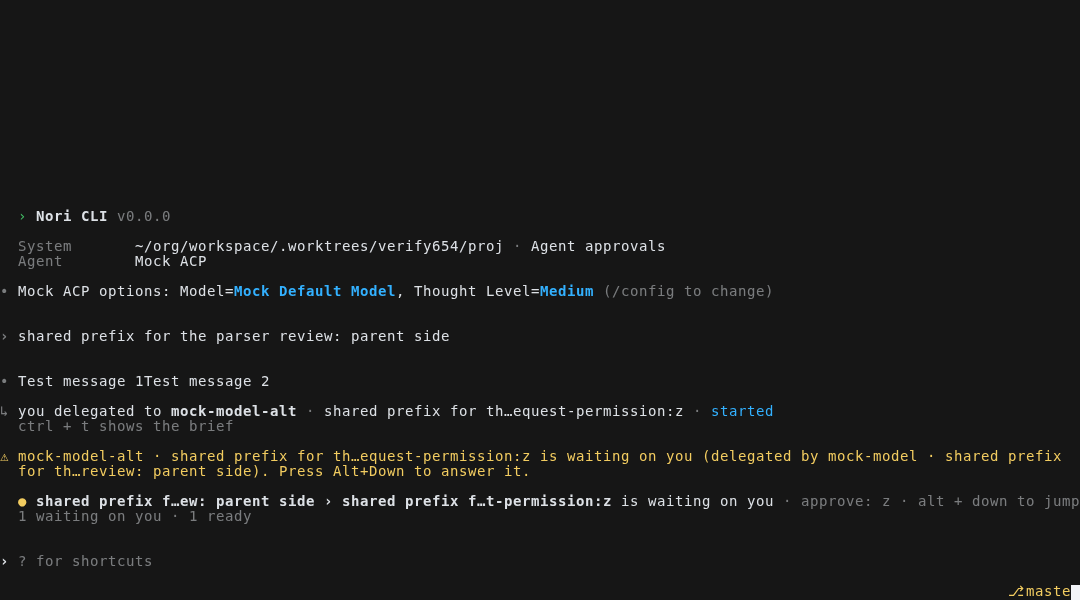 › Nori CLI v0.0.0
System ~/org/workspace/.worktrees/verify654/proj · Agent approvals
Agent Mock ACP
• Mock ACP options: Model=Mock Default Model, Thought Level=Medium (/config to change)
› shared prefix for the parser review: parent side
• Test message 1Test message 2
↳ you delegated to mock-model-alt · shared prefix for th…equest-permission:z · started
ctrl + t shows the brief
⚠ mock-model-alt · shared prefix for th…equest-permission:z is waiting on you (delegated by mock-model · shared prefix
for th…review: parent side). Press Alt+Down to answer it.
● shared prefix f…ew: parent side › shared prefix f…t-permission:z is waiting on you · approve: z · alt + down to jump
1 waiting on you · 1 ready
› ? for shortcuts
⎇maste